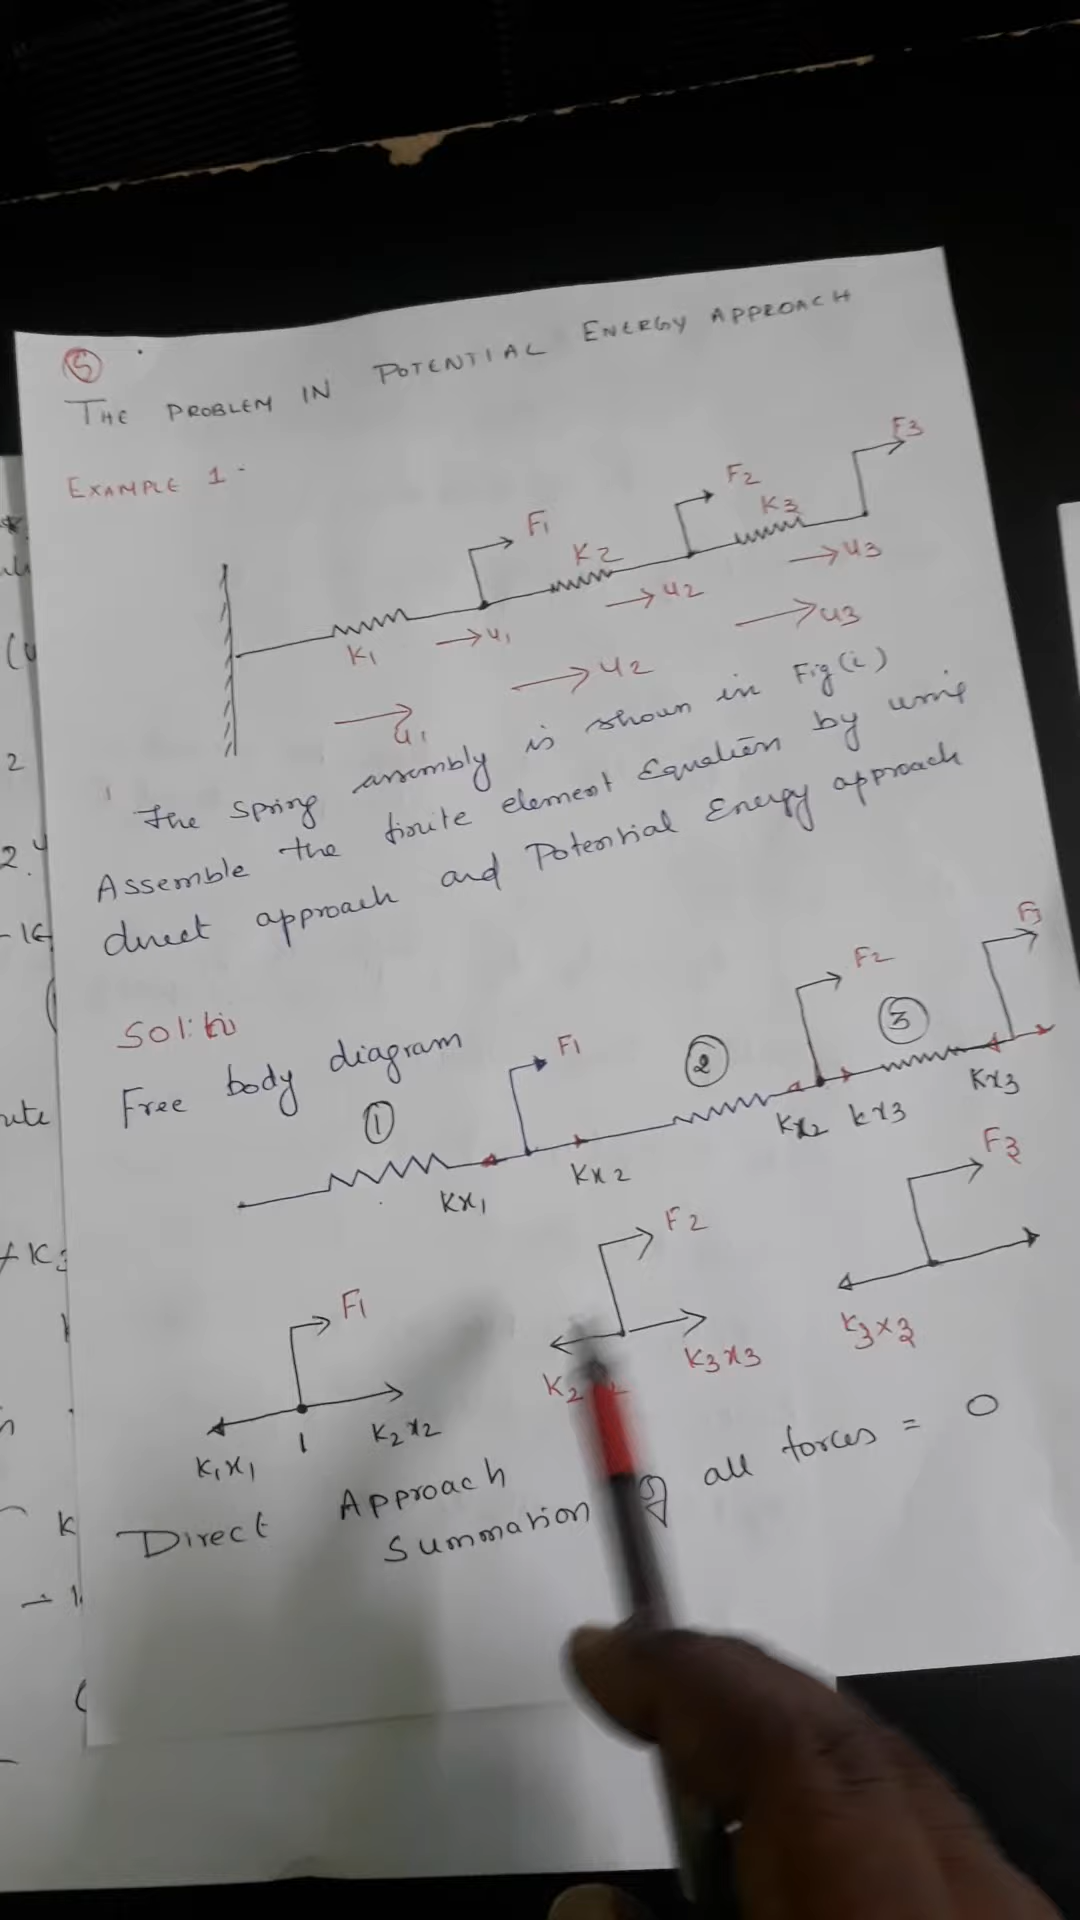 5
THE PROBLEM IN POTENTIAL ENERGY APPROACH
EXAMPLE 1 -
F1
F2
F3
K1
K2
K3
u1
u2
u3
u1
u2
u3
The spring assembly is shown in Fig (i)
Assemble the finite element Equation by using
direct approach and Potential Energy approach
Free body diagram
1
2
3
F1
F2
F3
Kx1
Kx2
Kx2
kx3
Kx3
F1
F2
F3
K1x1
1
K2x2
K2
K3x3
K3x3
Direct Approach
Summation of all forces = 0